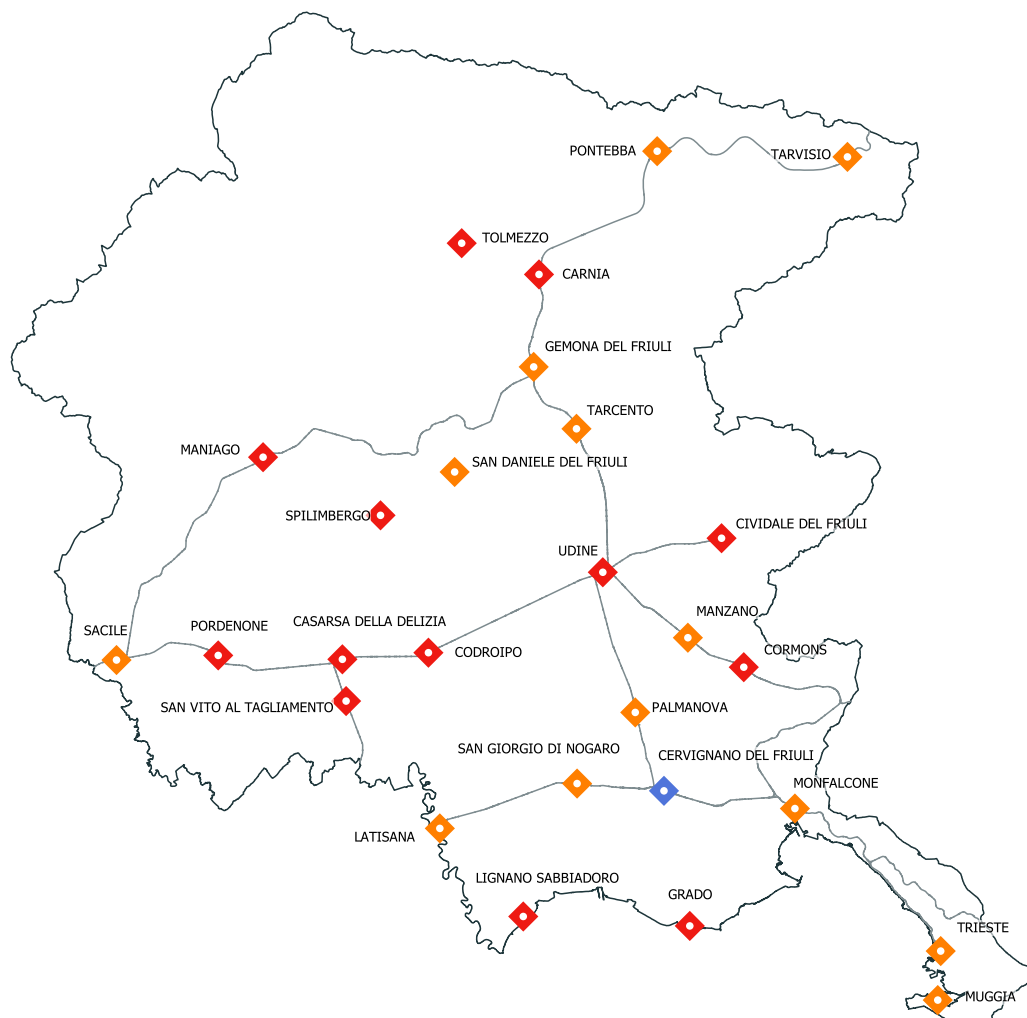 PONTEBBA
TARVISIO
TOLMEZZO
CARNIA
GEMONA DEL FRIULI
TARCENTO
MANIAGO
SAN DANIELE DEL FRIULI
SPILIMBERGO
CIVIDALE DEL FRIULI
UDINE
MANZANO
SACILE
PORDENONE
CASARSA DELLA DELIZIA
CODROIPO
CORMONS
SAN VITO AL TAGLIAMENTO
PALMANOVA
SAN GIORGIO DI NOGARO
CERVIGNANO DEL FRIULI
MONFALCONE
LATISANA
LIGNANO SABBIADORO
GRADO
TRIESTE
MUGGIA